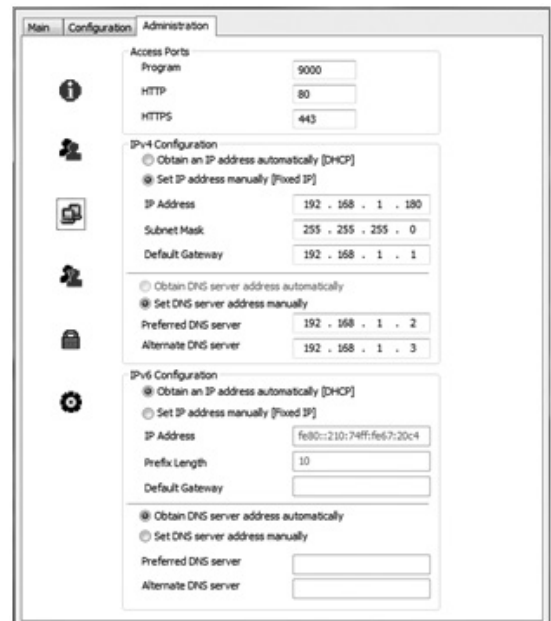 Main Configuration Administration
Access Ports
Program 9000
HTTP 80
HTTPS 443
IPv4 Configuration
Obtain an IP address automatically [DHCP]
Set IP address manually [Fixed IP]
IP Address 192 . 168 . 1 . 180
Subnet Mask 255 . 255 . 255 . 0
Default Gateway 192 . 168 . 1 . 1
Obtain DNS server address automatically
Set DNS server address manually
Preferred DNS server 192 . 168 . 1 . 2
Alternate DNS server 192 . 168 . 1 . 3
IPv6 Configuration
Obtain an IP address automatically [DHCP]
Set IP address manually [Fixed IP]
IP Address fe80::210:74ff:fe67:20c4
Prefix Length 10
Default Gateway
Obtain DNS server address automatically
Set DNS server address manually
Preferred DNS server
Alternate DNS server